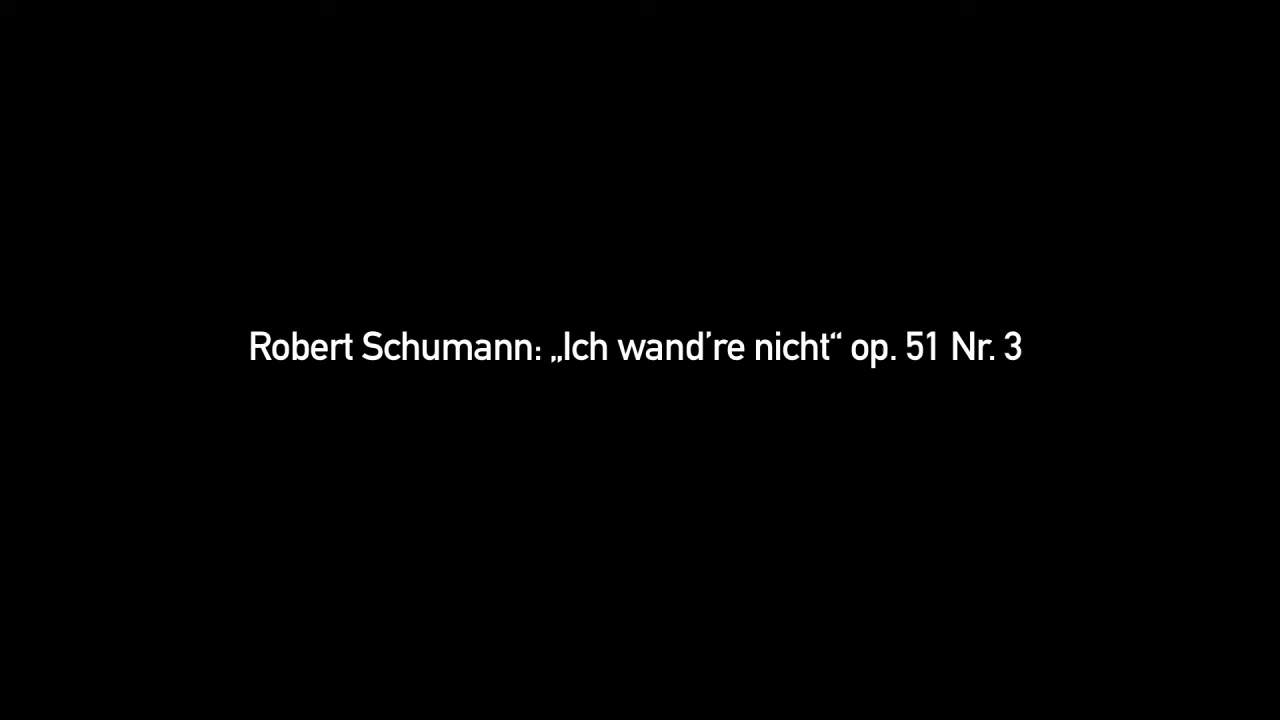 Robert Schumann: „Ich wand’re nicht“ op. 51 Nr. 3